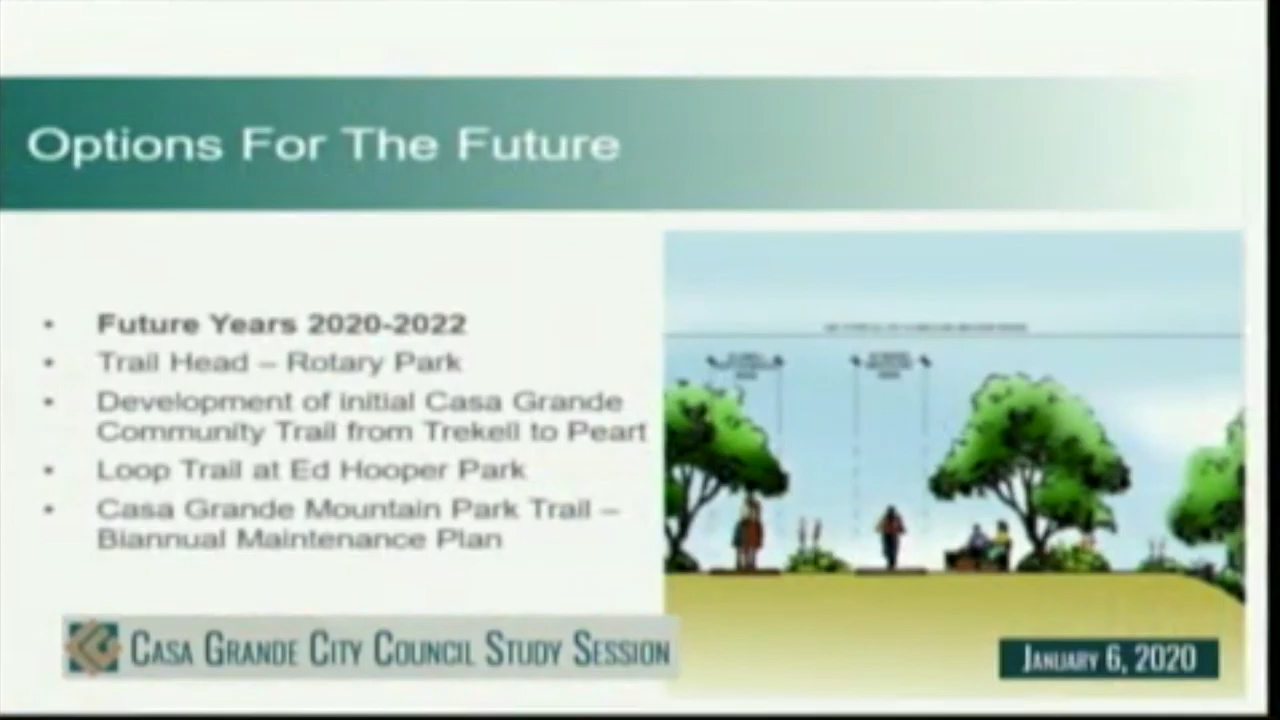 Options For The Future
• Future Years 2020-2022
• Trail Head – Rotary Park
• Development of initial Casa Grande
Community Trail from Trekell to Peart
• Loop Trail at Ed Hooper Park
• Casa Grande Mountain Park Trail –
Biannual Maintenance Plan
CASA GRANDE CITY COUNCIL STUDY SESSION
JANUARY 6, 2020